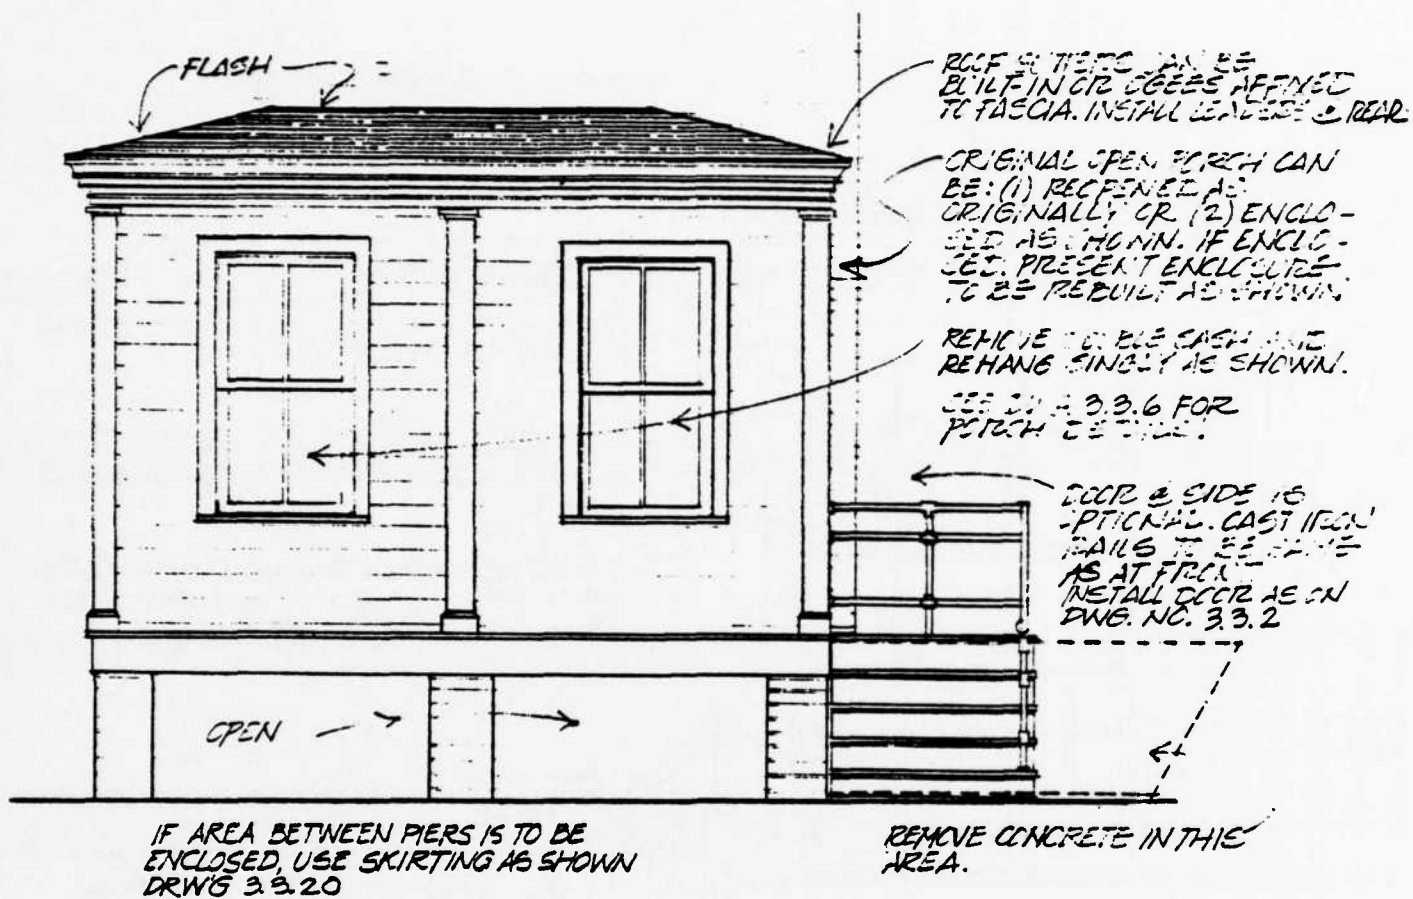 FLASH
ROOF GUTTERS CAN BE
BUILT-IN OR OGEES AFFIXED
TO FASCIA. INSTALL LEADERS @ REAR
ORIGINAL OPEN PORCH CAN
BE: (1) REOPENED AS
ORIGINALLY OR (2) ENCLO-
SED AS SHOWN. IF ENCLO-
SED, PRESENT ENCLOSURE
TO BE REBUILT AS SHOWN.
REMOVE DOUBLE SASH AND
REHANG SINGLY AS SHOWN.
SEE 3.3.6 FOR
PORCH DETAILS.
DOOR @ SIDE IS
OPTIONAL. CAST IRON
RAILS TO BE SAME
AS AT FRONT
INSTALL DOOR AS ON
DWG. NO. 3.3.2
OPEN
IF AREA BETWEEN PIERS IS TO BE
ENCLOSED, USE SKIRTING AS SHOWN
DRW'G 3.3.20
REMOVE CONCRETE IN THIS
AREA.